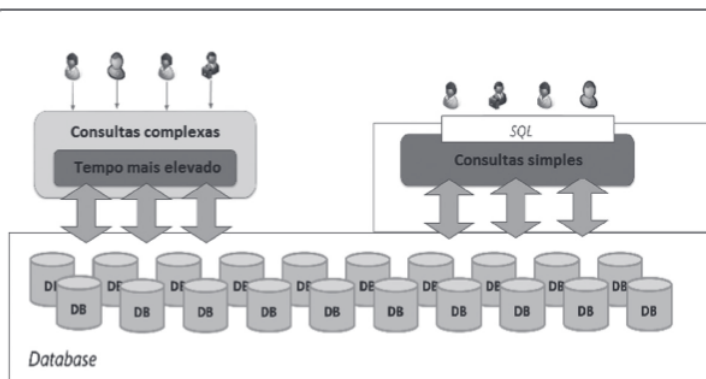 Consultas complexas
Tempo mais elevado
SQL
Consultas simples
DB
DB
DB
DB
DB
DB
DB
DB
DB
DB
Database